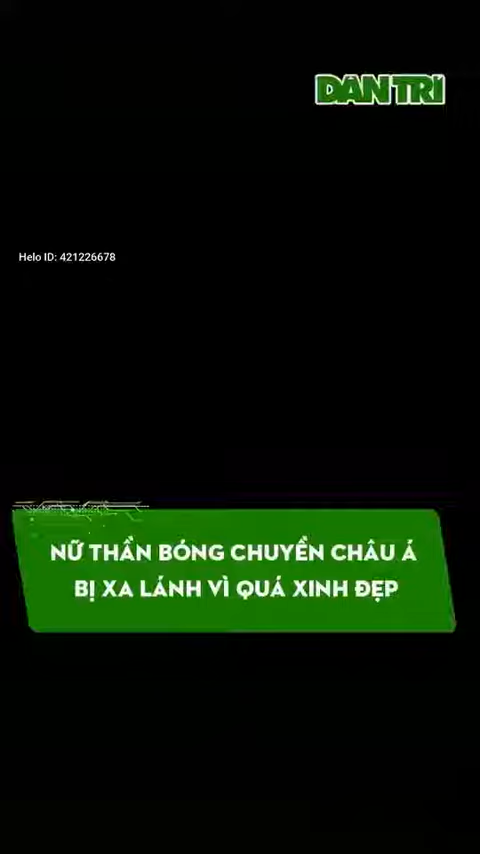 DANTRI
Helo ID: 421226678
NỮ THẦN BÓNG CHUYỀN CHÂU Á
BỊ XA LÁNH VÌ QUÁ XINH ĐẸP